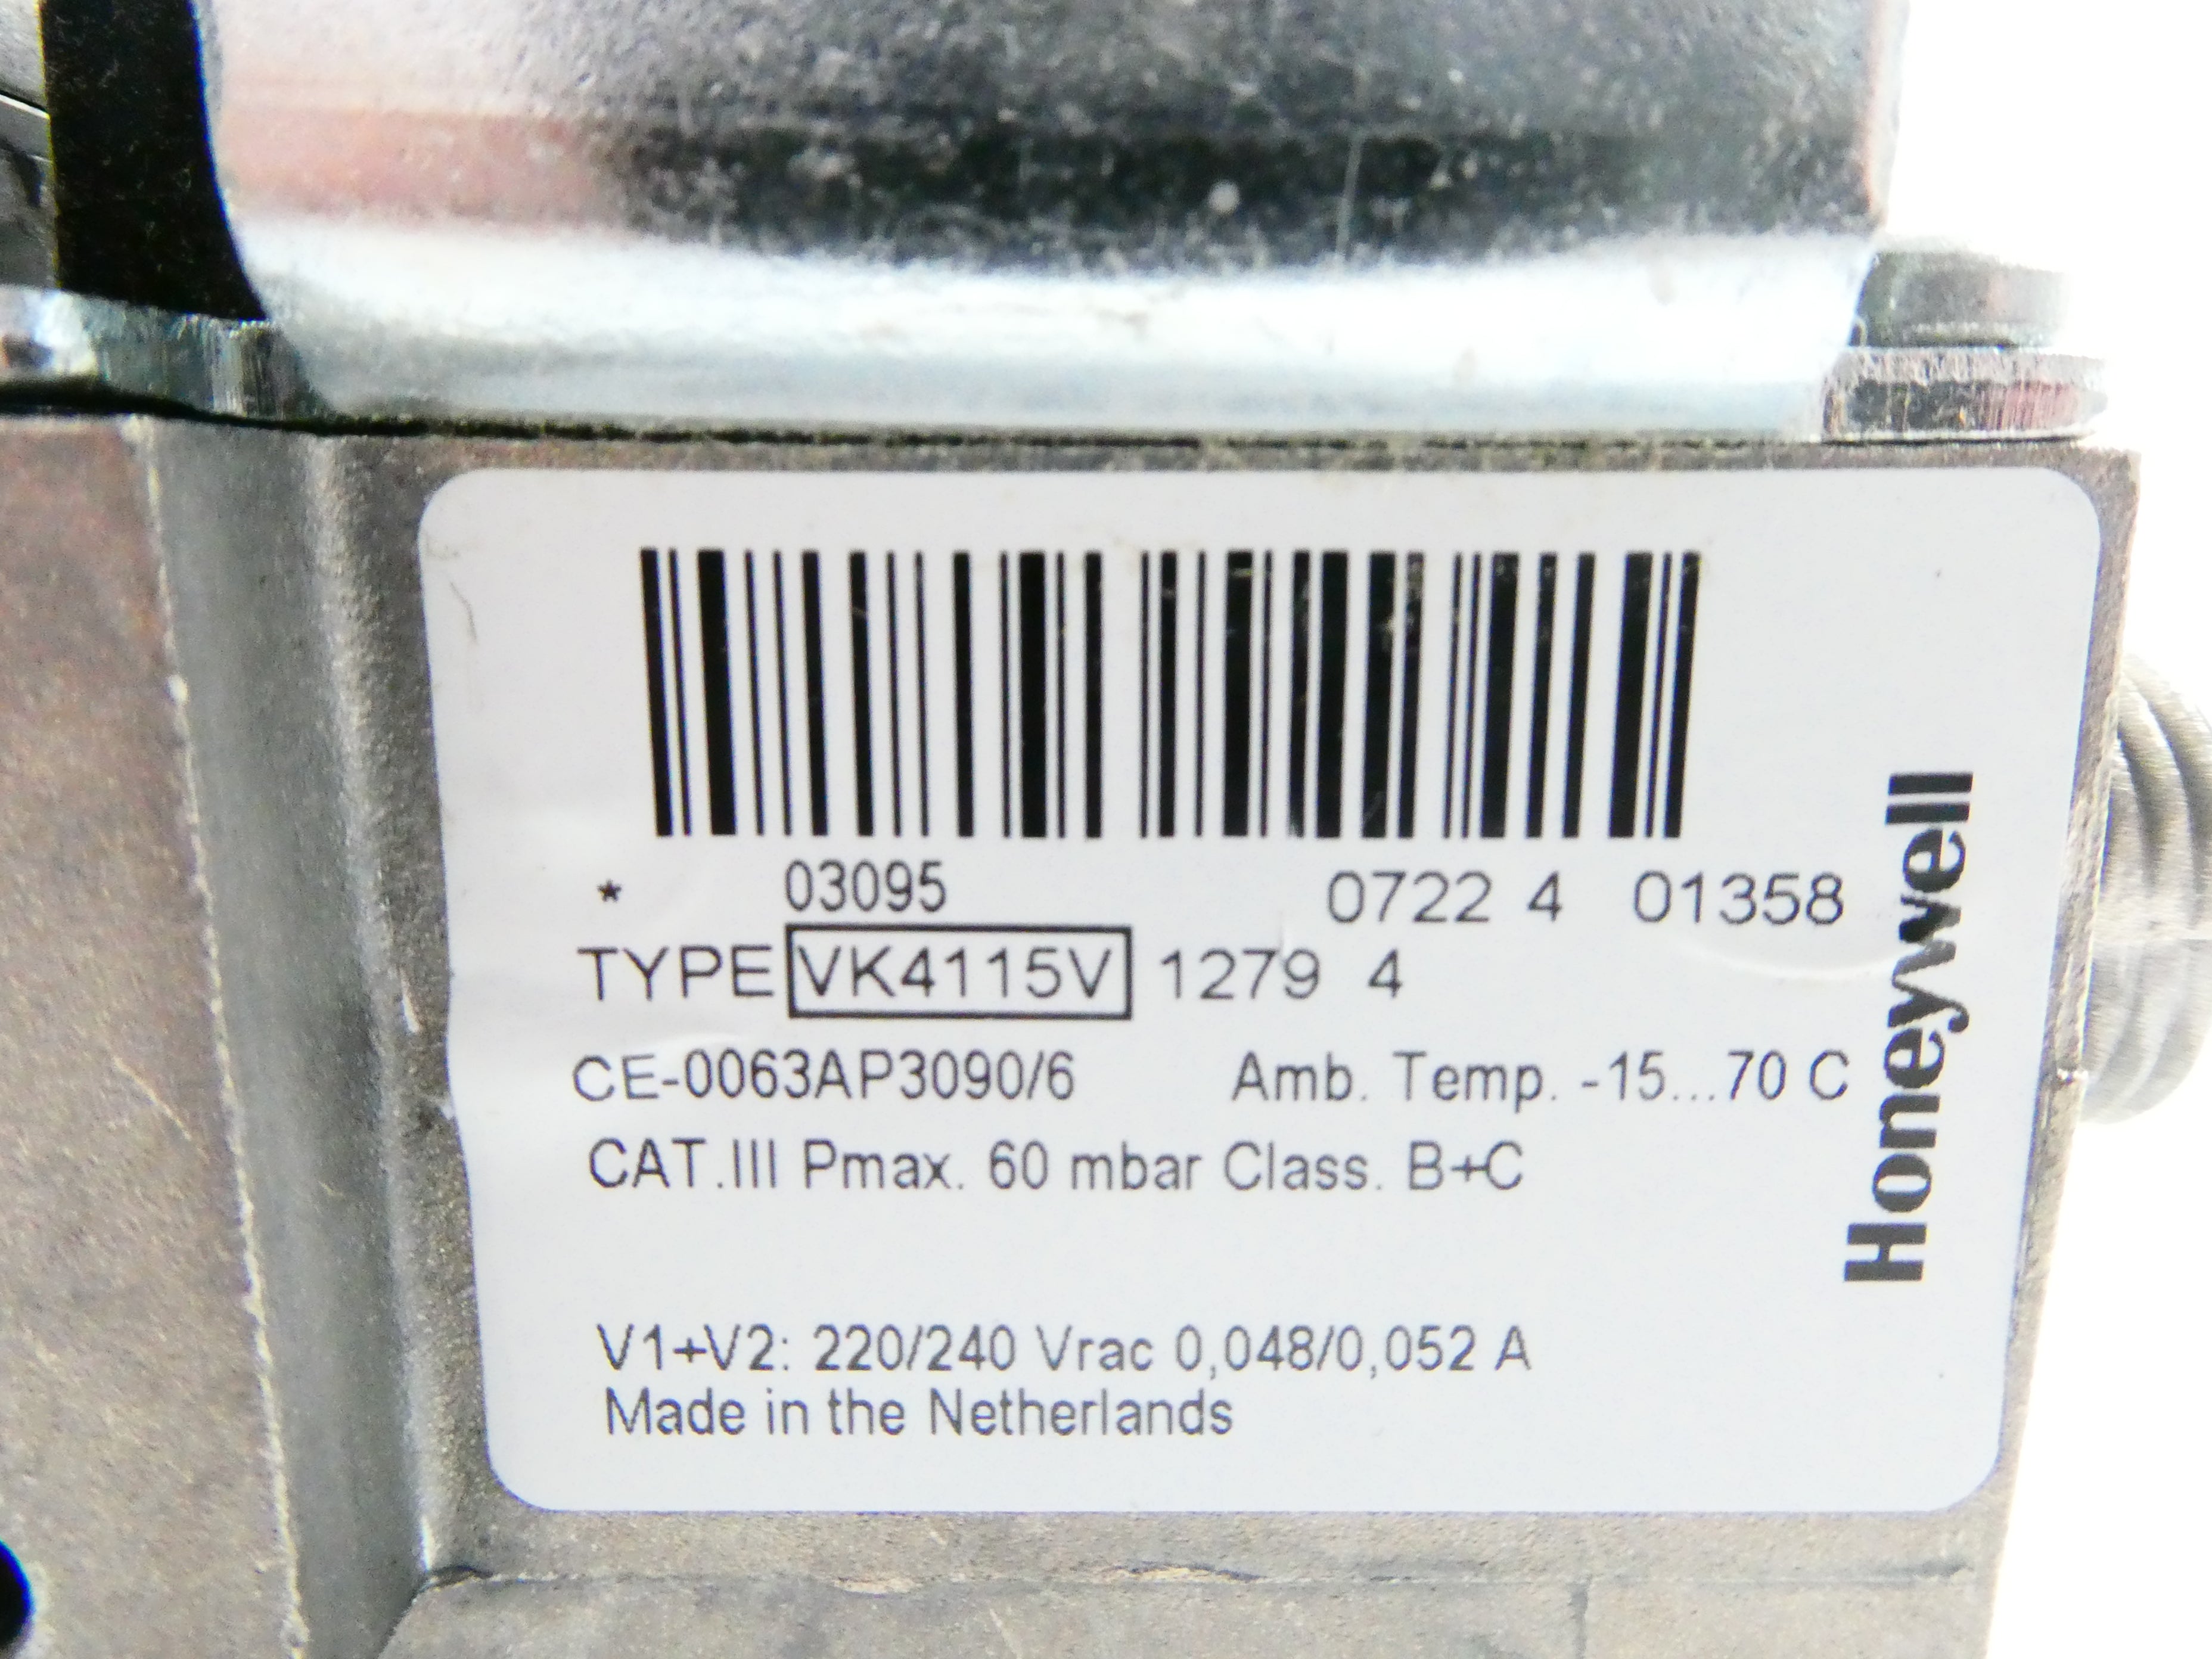 * 03095 0722 4 01358
TYPE VK4115V 1279 4
CE-0063AP3090/6 Amb. Temp. -15...70 C
CAT.III Pmax. 60 mbar Class. B+C
V1+V2: 220/240 Vrac 0,048/0,052 A
Made in the Netherlands
Honeywell